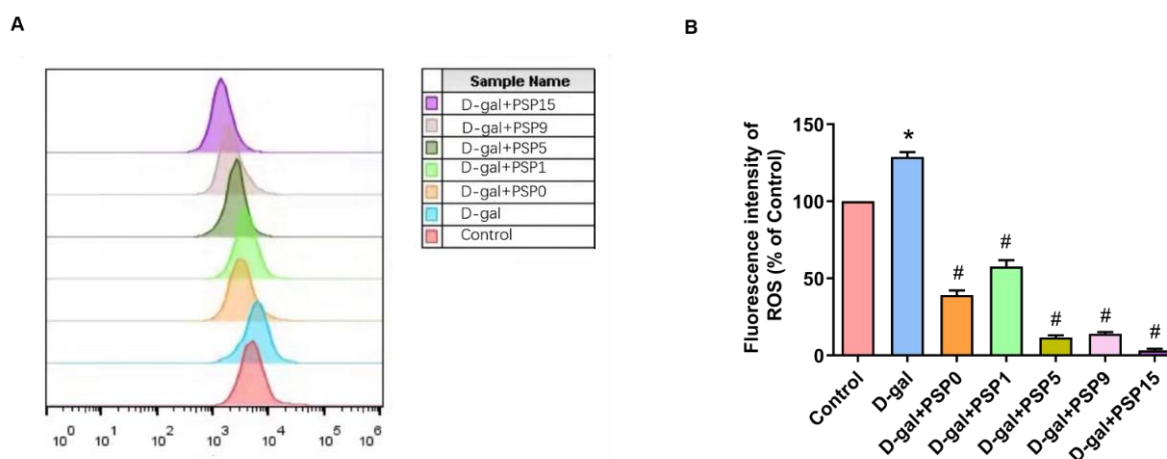 A
Sample Name
D-gal+PSP15
D-gal+PSP9
D-gal+PSP5
D-gal+PSP1
D-gal+PSP0
D-gal
Control
10^0 10^1 10^2 10^3 10^4 10^5 10^6
B
Fluorescence intensity of
ROS (% of Control)
150
100
50
0
*
#
#
#
#
#
Control
D-gal
D-gal+PSP0
D-gal+PSP1
D-gal+PSP5
D-gal+PSP9
D-gal+PSP15